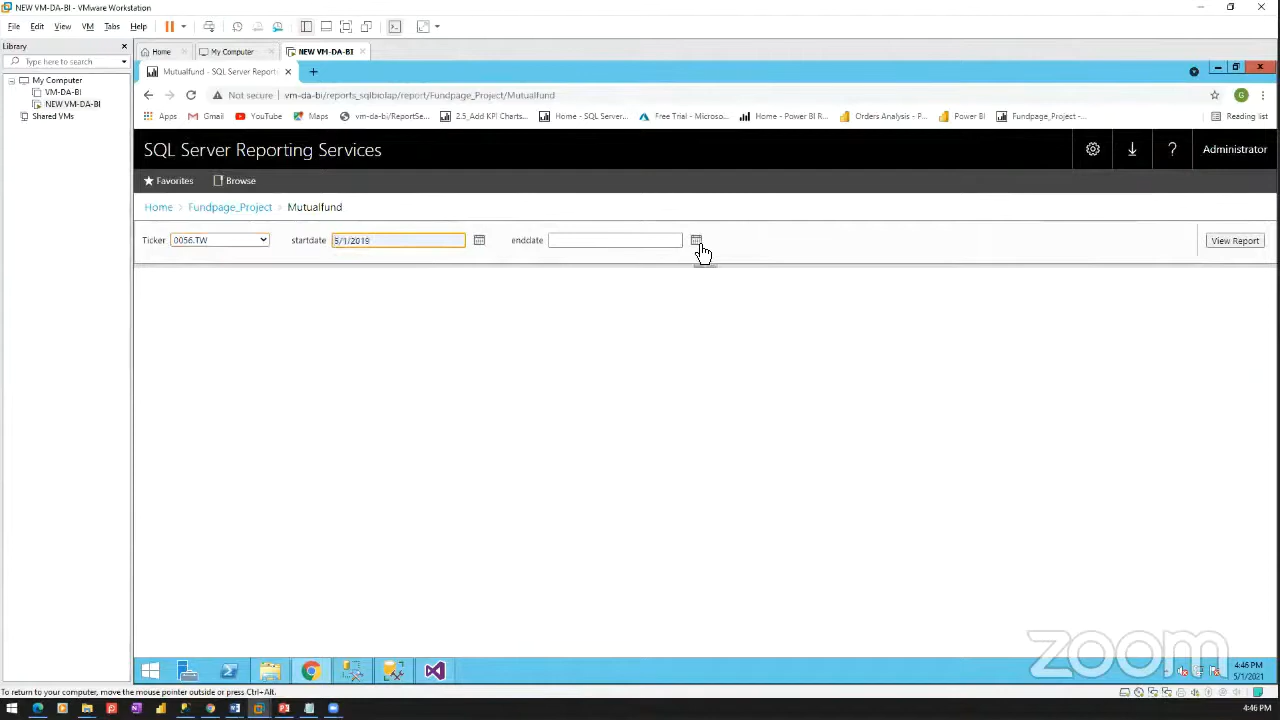 NEW VM-DA-BI - VMware Workstation
File Edit View VM Tabs Help
Library
Type here to search
My Computer
VM-DA-BI
NEW VM-DA-BI
Shared VMs
Home
My Computer
NEW VM-DA-BI
Mutualfund - SQL Server Report
Not secure
vm-da-bi/reports_sqlbiolap/report/Fundpage_Project/Mutualfund
Apps
Gmail
YouTube
Maps
vm-da-bi/ReportSe...
2.5_Add KPI Charts...
Home - SQL Server...
Free Trial - Microso...
Home - Power BI R...
Orders Analysis - P...
Power BI
Fundpage_Project -...
Reading list
SQL Server Reporting Services
? Administrator
Favorites
Browse
Home > Fundpage_Project > Mutualfund
Ticker 0056.TW startdate 5/1/2019 enddate View Report
zoom
4:46 PM
5/1/2021
To return to your computer, move the mouse pointer outside or press Ctrl+Alt.
4:46 PM